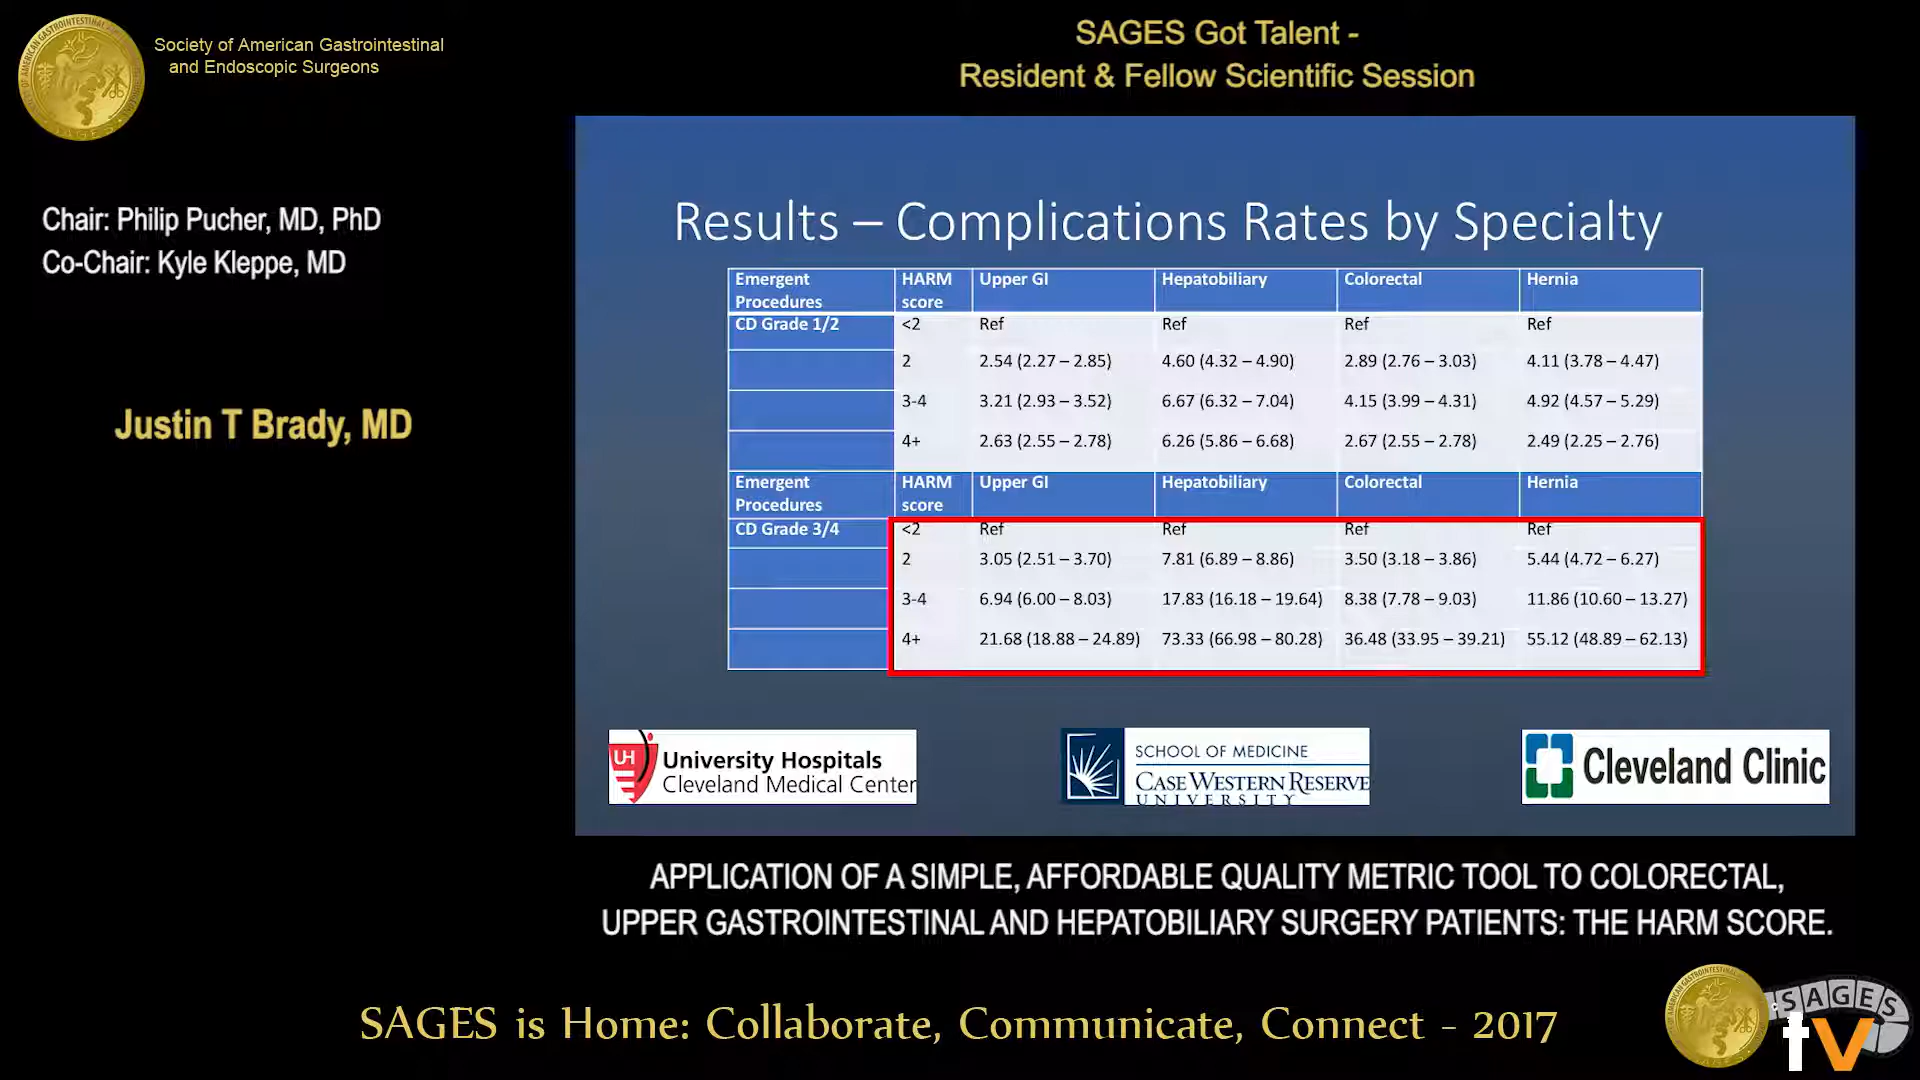 Society of American Gastrointestinal
and Endoscopic Surgeons
SAGES Got Talent -
Resident & Fellow Scientific Session
Chair: Philip Pucher, MD, PhD
Co-Chair: Kyle Kleppe, MD
Justin T Brady, MD
Results – Complications Rates by Specialty
Emergent Procedures HARM score Upper GI Hepatobiliary Colorectal Hernia
CD Grade 1/2 <2 Ref Ref Ref Ref
2 2.54 (2.27 – 2.85) 4.60 (4.32 – 4.90) 2.89 (2.76 – 3.03) 4.11 (3.78 – 4.47)
3-4 3.21 (2.93 – 3.52) 6.67 (6.32 – 7.04) 4.15 (3.99 – 4.31) 4.92 (4.57 – 5.29)
4+ 2.63 (2.55 – 2.78) 6.26 (5.86 – 6.68) 2.67 (2.55 – 2.78) 2.49 (2.25 – 2.76)
Emergent Procedures HARM score Upper GI Hepatobiliary Colorectal Hernia
CD Grade 3/4 <2 Ref Ref Ref Ref
2 3.05 (2.51 – 3.70) 7.81 (6.89 – 8.86) 3.50 (3.18 – 3.86) 5.44 (4.72 – 6.27)
3-4 6.94 (6.00 – 8.03) 17.83 (16.18 – 19.64) 8.38 (7.78 – 9.03) 11.86 (10.60 – 13.27)
4+ 21.68 (18.88 – 24.89) 73.33 (66.98 – 80.28) 36.48 (33.95 – 39.21) 55.12 (48.89 – 62.13)
UH University Hospitals
Cleveland Medical Center
SCHOOL OF MEDICINE
CASE WESTERN RESERVE
UNIVERSITY
Cleveland Clinic
APPLICATION OF A SIMPLE, AFFORDABLE QUALITY METRIC TOOL TO COLORECTAL,
UPPER GASTROINTESTINAL AND HEPATOBILIARY SURGERY PATIENTS: THE HARM SCORE.
SAGES is Home: Collaborate, Communicate, Connect - 2017
SAGES
tv